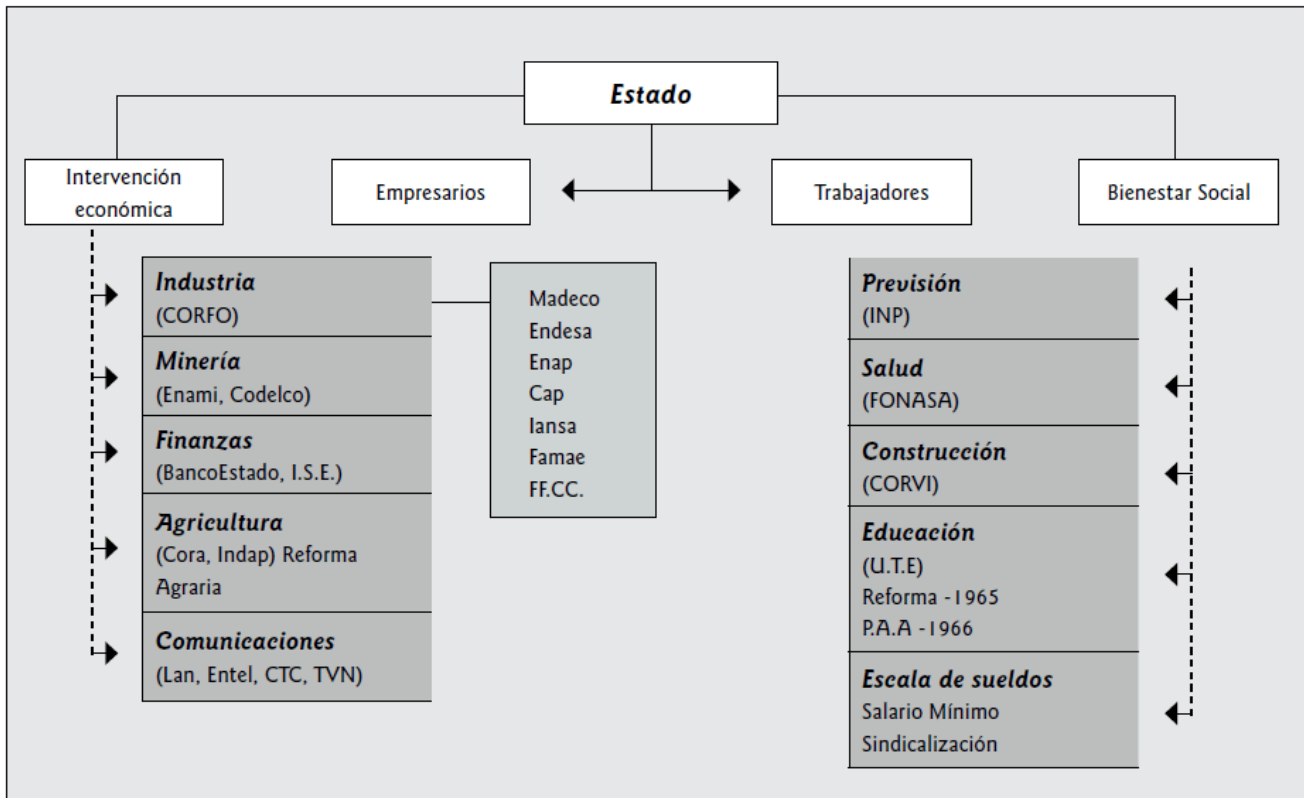 Estado
Intervención
económica
Empresarios
Trabajadores
Bienestar Social
Industria
(CORFO)
Minería
(Enami, Codelco)
Finanzas
(BancoEstado, I.S.E.)
Agricultura
(Cora, Indap) Reforma
Agraria
Comunicaciones
(Lan, Entel, CTC, TVN)
Madeco
Endesa
Enap
Cap
Iansa
Famae
FF.CC.
Previsión
(INP)
Salud
(FONASA)
Construcción
(CORVI)
Educación
(U.T.E)
Reforma -1965
P.A.A -1966
Escala de sueldos
Salario Mínimo
Sindicalización